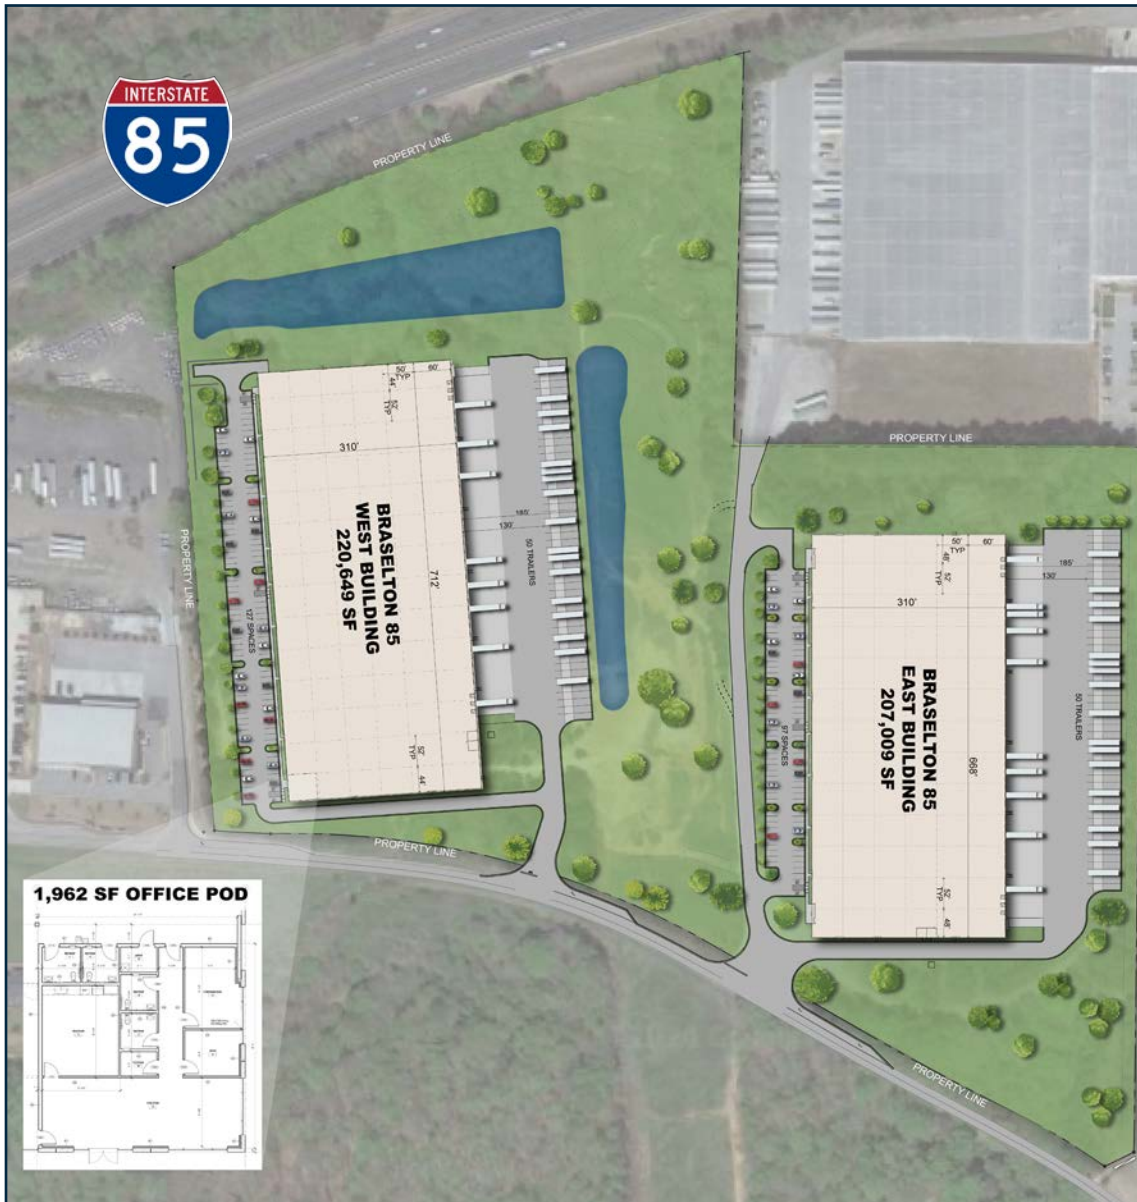 INTERSTATE
85
PROPERTY LINE
50'
TYP
60'
44'
52'
TYP
310'
BRASELTON 85
WEST BUILDING
220,649 SF
712'
185'
130'
50 TRAILERS
127 SPACES
52'
TYP
44'
PROPERTY LINE
PROPERTY LINE
PROPERTY LINE
50'
TYP
60'
48'
52'
TYP
310'
BRASELTON 85
EAST BUILDING
207,009 SF
668'
185'
130'
50 TRAILERS
97 SPACES
52'
TYP
48'
PROPERTY LINE
1,962 SF OFFICE POD